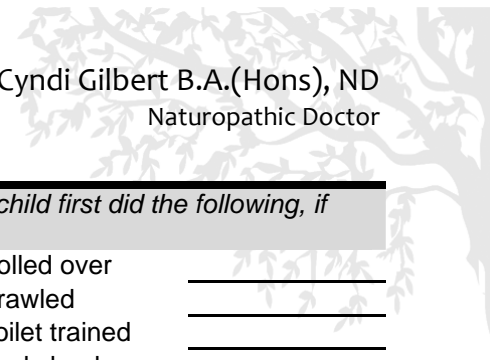 Cyndi Gilbert B.A.(Hons), ND
Naturopathic Doctor
child first did the following, if
olled over
rawled
oilet trained